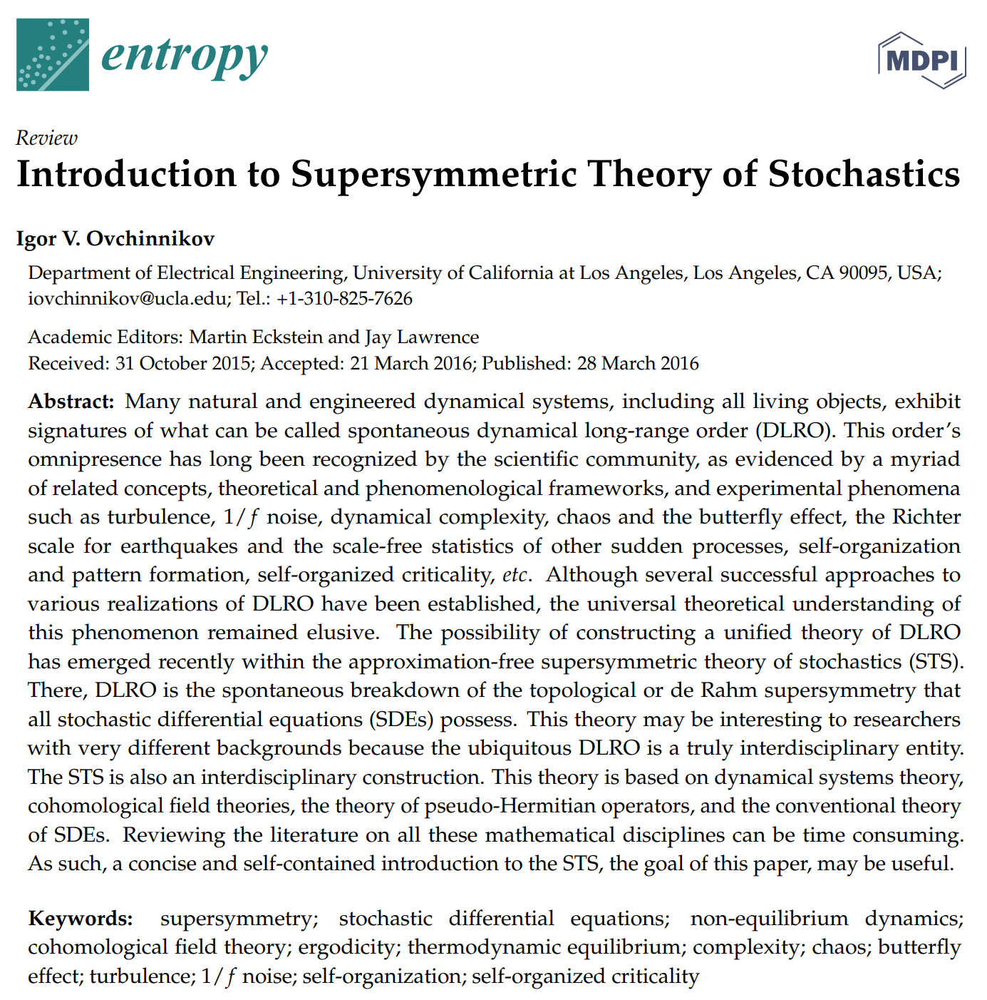 entropy
MDPI
Review
Introduction to Supersymmetric Theory of Stochastics
Igor V. Ovchinnikov
Department of Electrical Engineering, University of California at Los Angeles, Los Angeles, CA 90095, USA;
iovchinnikov@ucla.edu; Tel.: +1-310-825-7626
Academic Editors: Martin Eckstein and Jay Lawrence
Received: 31 October 2015; Accepted: 21 March 2016; Published: 28 March 2016
Abstract: Many natural and engineered dynamical systems, including all living objects, exhibit
signatures of what can be called spontaneous dynamical long-range order (DLRO). This order's
omnipresence has long been recognized by the scientific community, as evidenced by a myriad
of related concepts, theoretical and phenomenological frameworks, and experimental phenomena
such as turbulence, 1/f noise, dynamical complexity, chaos and the butterfly effect, the Richter
scale for earthquakes and the scale-free statistics of other sudden processes, self-organization
and pattern formation, self-organized criticality, etc. Although several successful approaches to
various realizations of DLRO have been established, the universal theoretical understanding of
this phenomenon remained elusive. The possibility of constructing a unified theory of DLRO
has emerged recently within the approximation-free supersymmetric theory of stochastics (STS).
There, DLRO is the spontaneous breakdown of the topological or de Rahm supersymmetry that
all stochastic differential equations (SDEs) possess. This theory may be interesting to researchers
with very different backgrounds because the ubiquitous DLRO is a truly interdisciplinary entity.
The STS is also an interdisciplinary construction. This theory is based on dynamical systems theory,
cohomological field theories, the theory of pseudo-Hermitian operators, and the conventional theory
of SDEs. Reviewing the literature on all these mathematical disciplines can be time consuming.
As such, a concise and self-contained introduction to the STS, the goal of this paper, may be useful.
Keywords: supersymmetry; stochastic differential equations; non-equilibrium dynamics;
cohomological field theory; ergodicity; thermodynamic equilibrium; complexity; chaos; butterfly
effect; turbulence; 1/f noise; self-organization; self-organized criticality